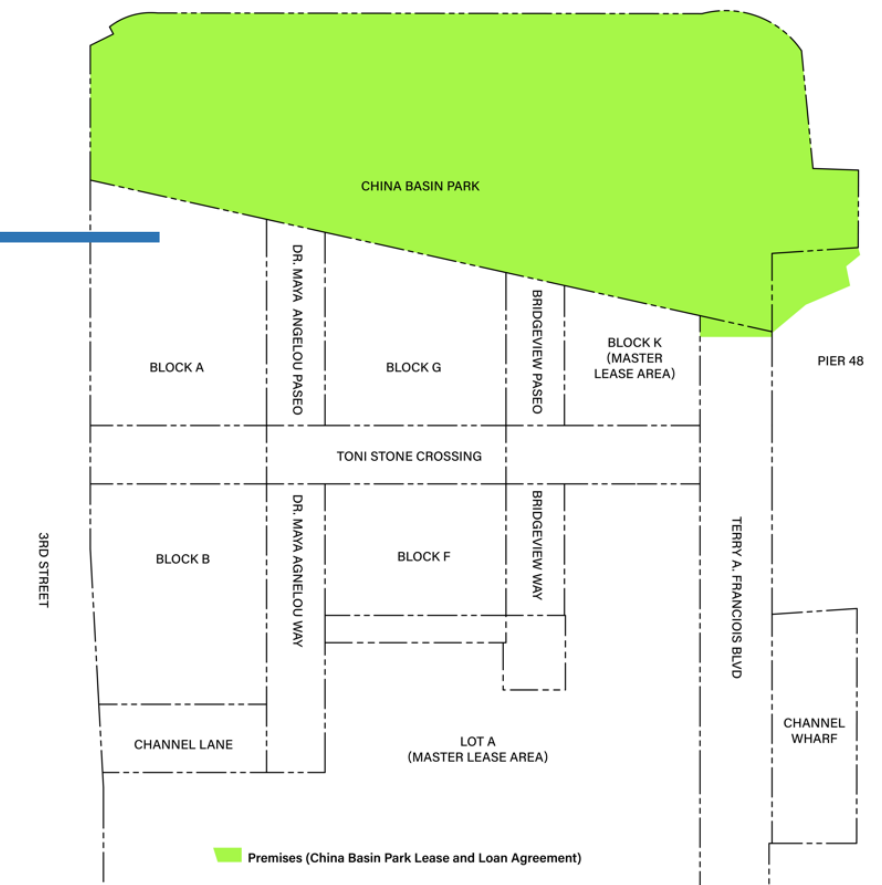 CHINA BASIN PARK
DR. MAYA ANGELOU PASEO
BRIDGEVIEW PASEO
BLOCK K
(MASTER
LEASE AREA)
BLOCK A
BLOCK G
PIER 48
TONI STONE CROSSING
3RD STREET
BLOCK B
DR. MAYA AGNELOU WAY
BLOCK F
BRIDGEVIEW WAY
TERRY A. FRANCIOIS BLVD
CHANNEL LANE
LOT A
(MASTER LEASE AREA)
CHANNEL
WHARF
Premises (China Basin Park Lease and Loan Agreement)